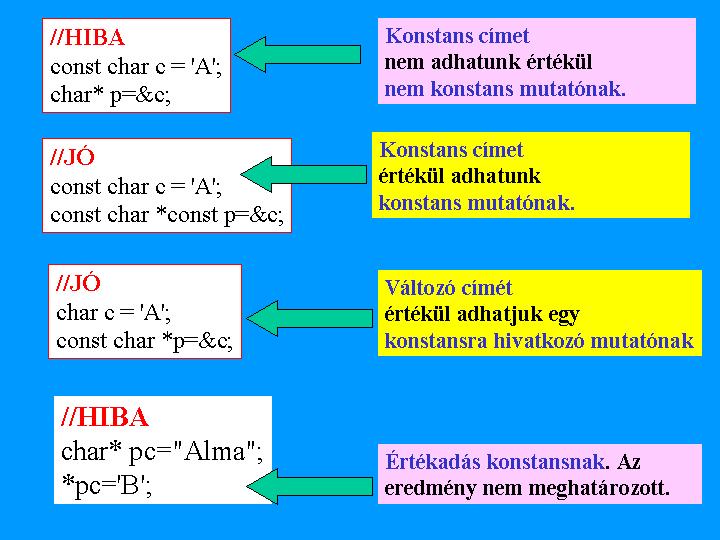 //HIBA
const char c = 'A';
char* p=&c;
Konstans címet
nem adhatunk értékül
nem konstans mutatónak.
//JÓ
const char c = 'A';
const char *const p=&c;
Konstans címet
értékül adhatunk
konstans mutatónak.
//JÓ
char c = 'A';
const char *p=&c;
Változó címét
értékül adhatjuk egy
konstansra hivatkozó mutatónak
//HIBA
char* pc="Alma";
*pc='B';
Értékadás konstansnak. Az
eredmény nem meghatározott.